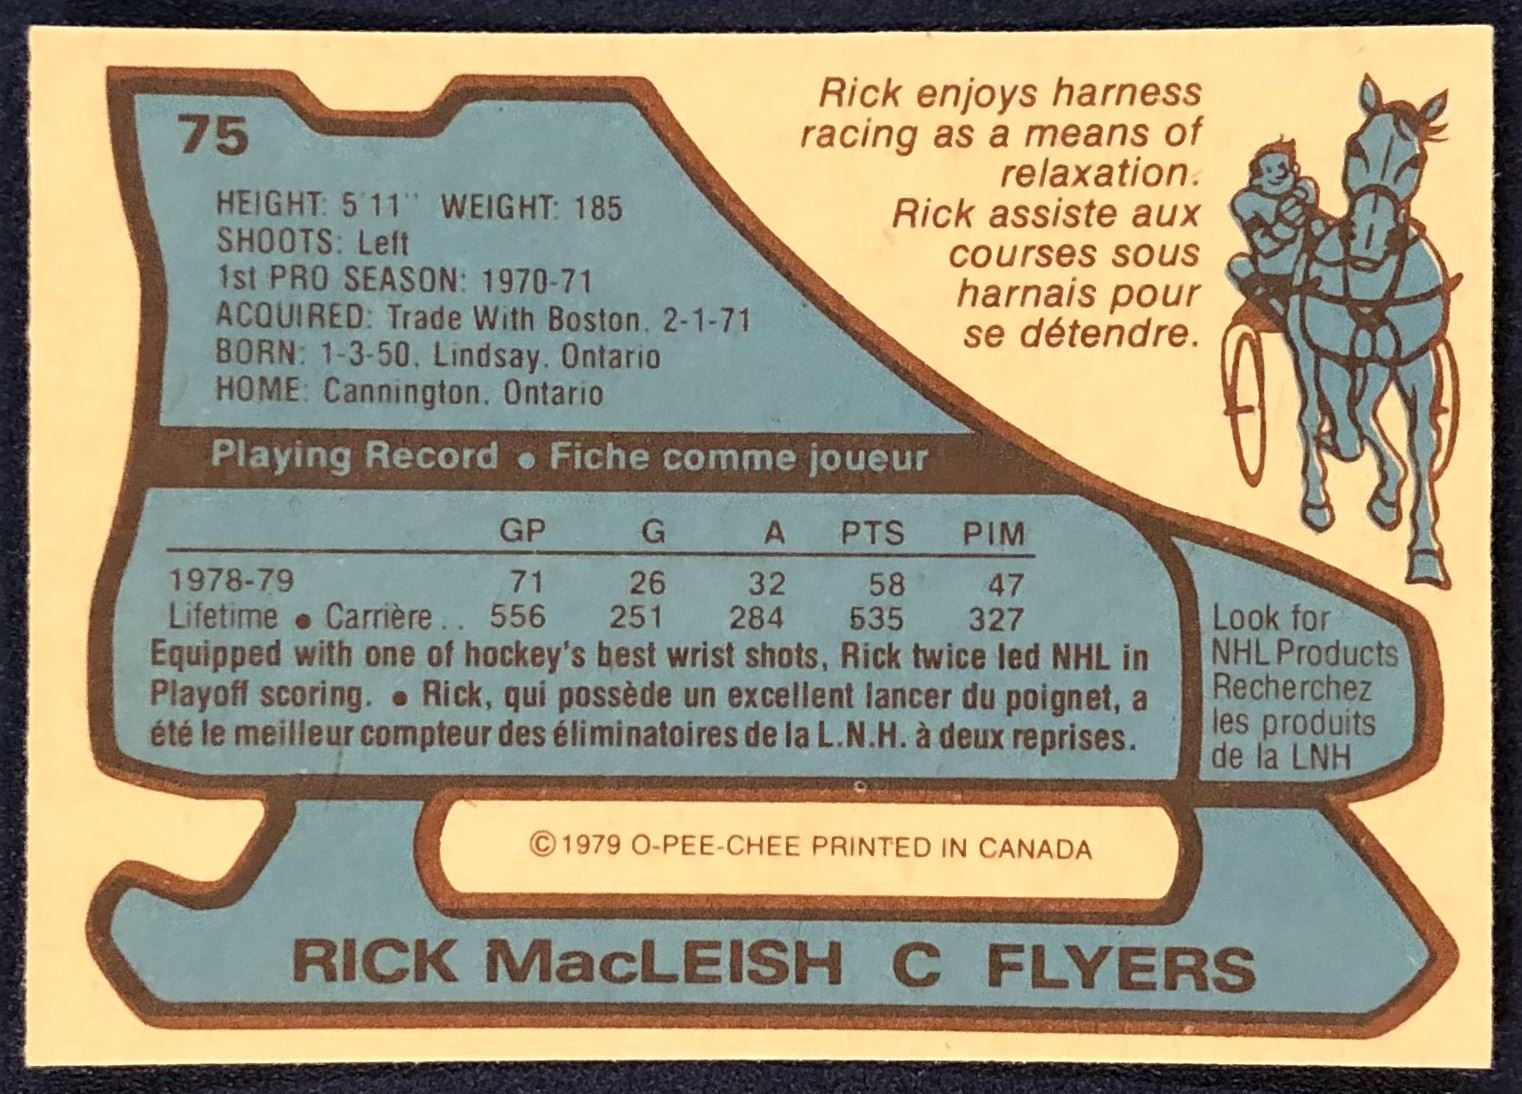 75
HEIGHT: 5'11" WEIGHT: 185
SHOOTS: Left
1st PRO SEASON: 1970-71
ACQUIRED: Trade With Boston, 2-1-71
BORN: 1-3-50, Lindsay, Ontario
HOME: Cannington, Ontario
Rick enjoys harness
racing as a means of
relaxation.
Rick assiste aux
courses sous
harnais pour
se détendre.
Playing Record • Fiche comme joueur
GP G A PTS PIM
1978-79 71 26 32 58 47
Lifetime • Carrière . . 556 251 284 535 327
Equipped with one of hockey's best wrist shots, Rick twice led NHL in
Playoff scoring. • Rick, qui possède un excellent lancer du poignet, a
été le meilleur compteur des éliminatoires de la L.N.H. à deux reprises.
Look for
NHL Products
Recherchez
les produits
de la LNH
©1979 O-PEE-CHEE PRINTED IN CANADA
RICK MacLEISH C FLYERS